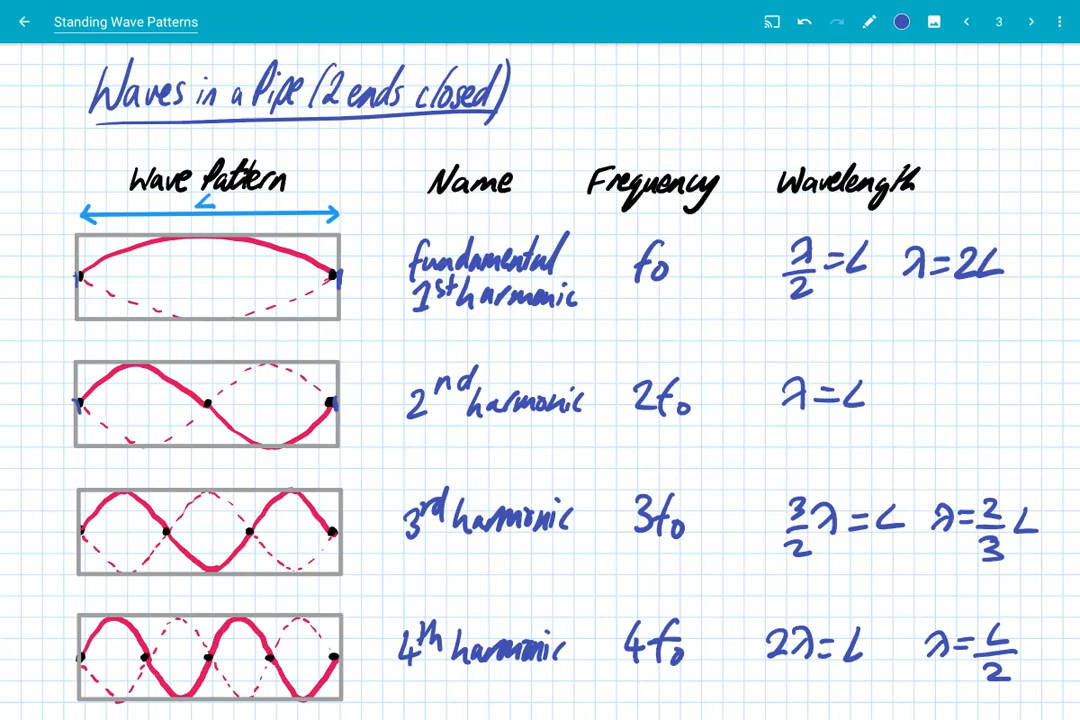 Standing Wave Patterns
3
Waves in a Pipe (2 ends closed)
Wave Pattern Name Frequency Wavelength
L
fundamental
1st harmonic f₀ λ/2 = L λ = 2L
2nd harmonic 2f₀ λ = L
3rd harmonic 3f₀ 3/2 λ = L λ = 2/3 L
4th harmonic 4f₀ 2λ = L λ = L/2